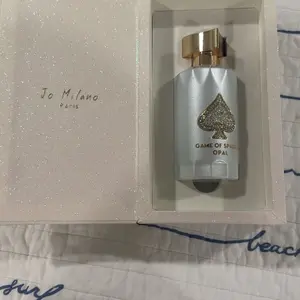 Jo Milano
Paris
GAME OF SPADES
OPAL
beach
surf